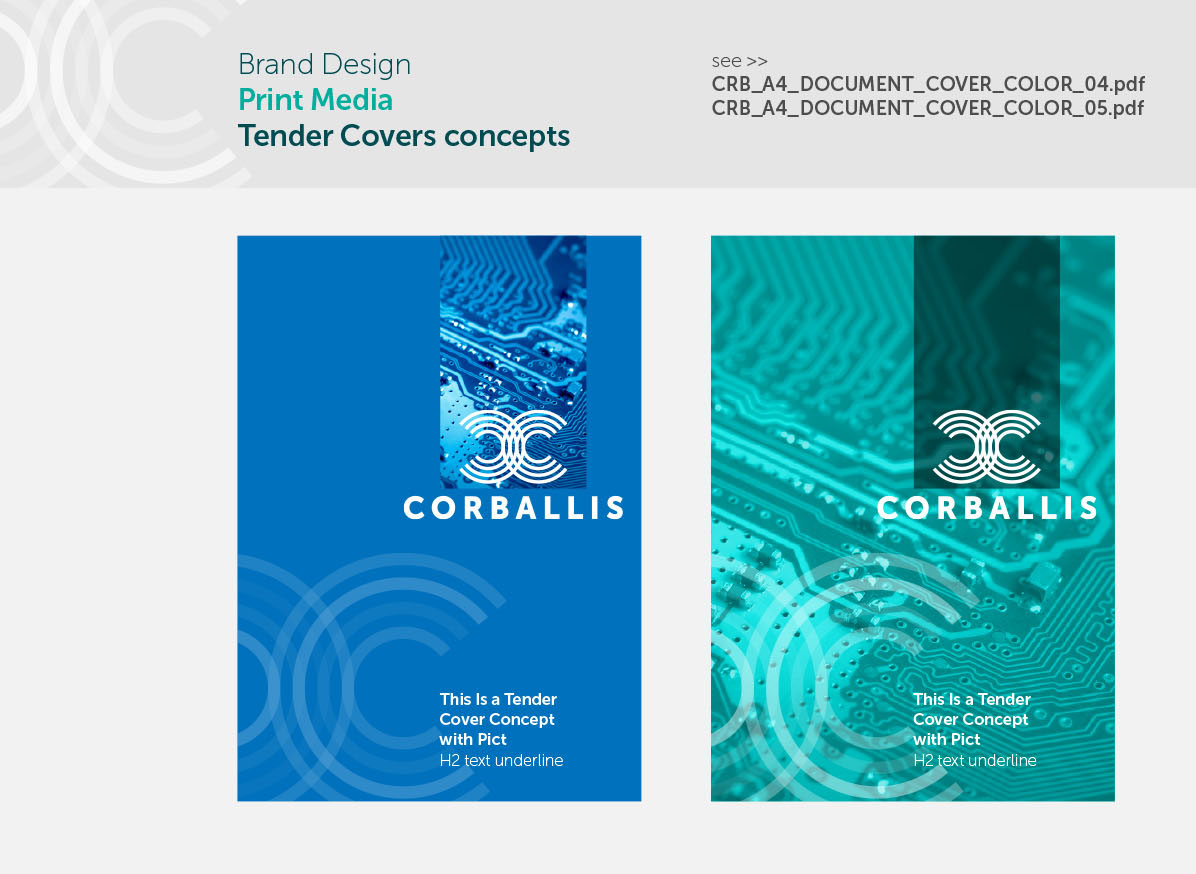 Brand Design
Print Media
Tender Covers concepts
see >>
CRB_A4_DOCUMENT_COVER_COLOR_04.pdf
CRB_A4_DOCUMENT_COVER_COLOR_05.pdf
CORBALLIS
This Is a Tender
Cover Concept
with Pict
H2 text underline
CORBALLIS
This Is a Tender
Cover Concept
with Pict
H2 text underline